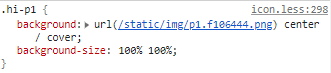 .hi-p1 { icon.less:298
background: ▶ url(/static/img/p1.f106444.png) center
/ cover;
background-size: 100% 100%;